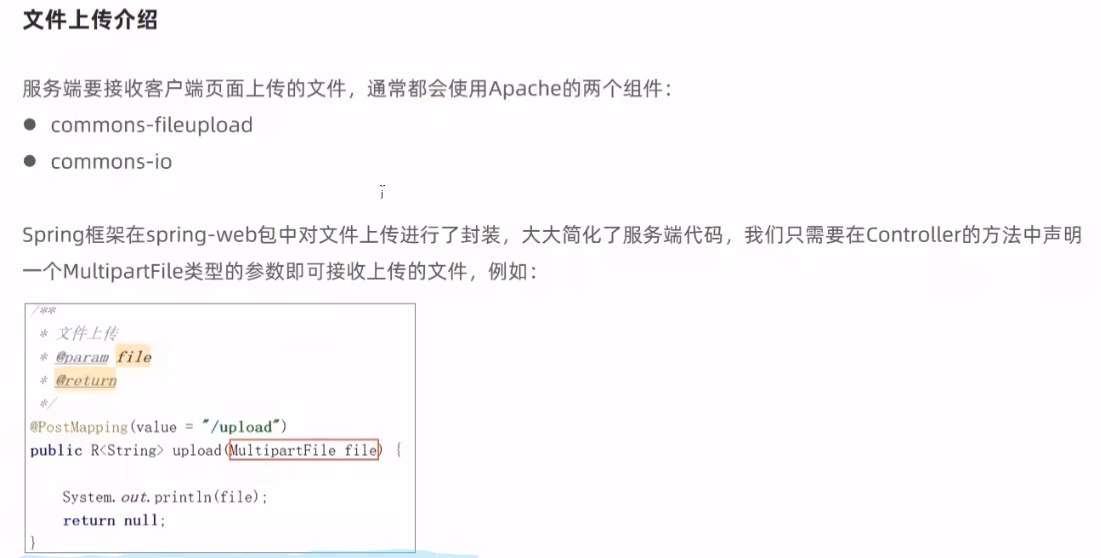 文件上传介绍
服务端要接收客户端页面上传的文件，通常都会使用Apache的两个组件：
● commons-fileupload
● commons-io
Spring框架在spring-web包中对文件上传进行了封装，大大简化了服务端代码，我们只需要在Controller的方法中声明
一个MultipartFile类型的参数即可接收上传的文件，例如：
/**
* 文件上传
* @param file
* @return
*/
@PostMapping(value = "/upload")
public R<String> upload(MultipartFile file) {
System.out.println(file);
return null;
}